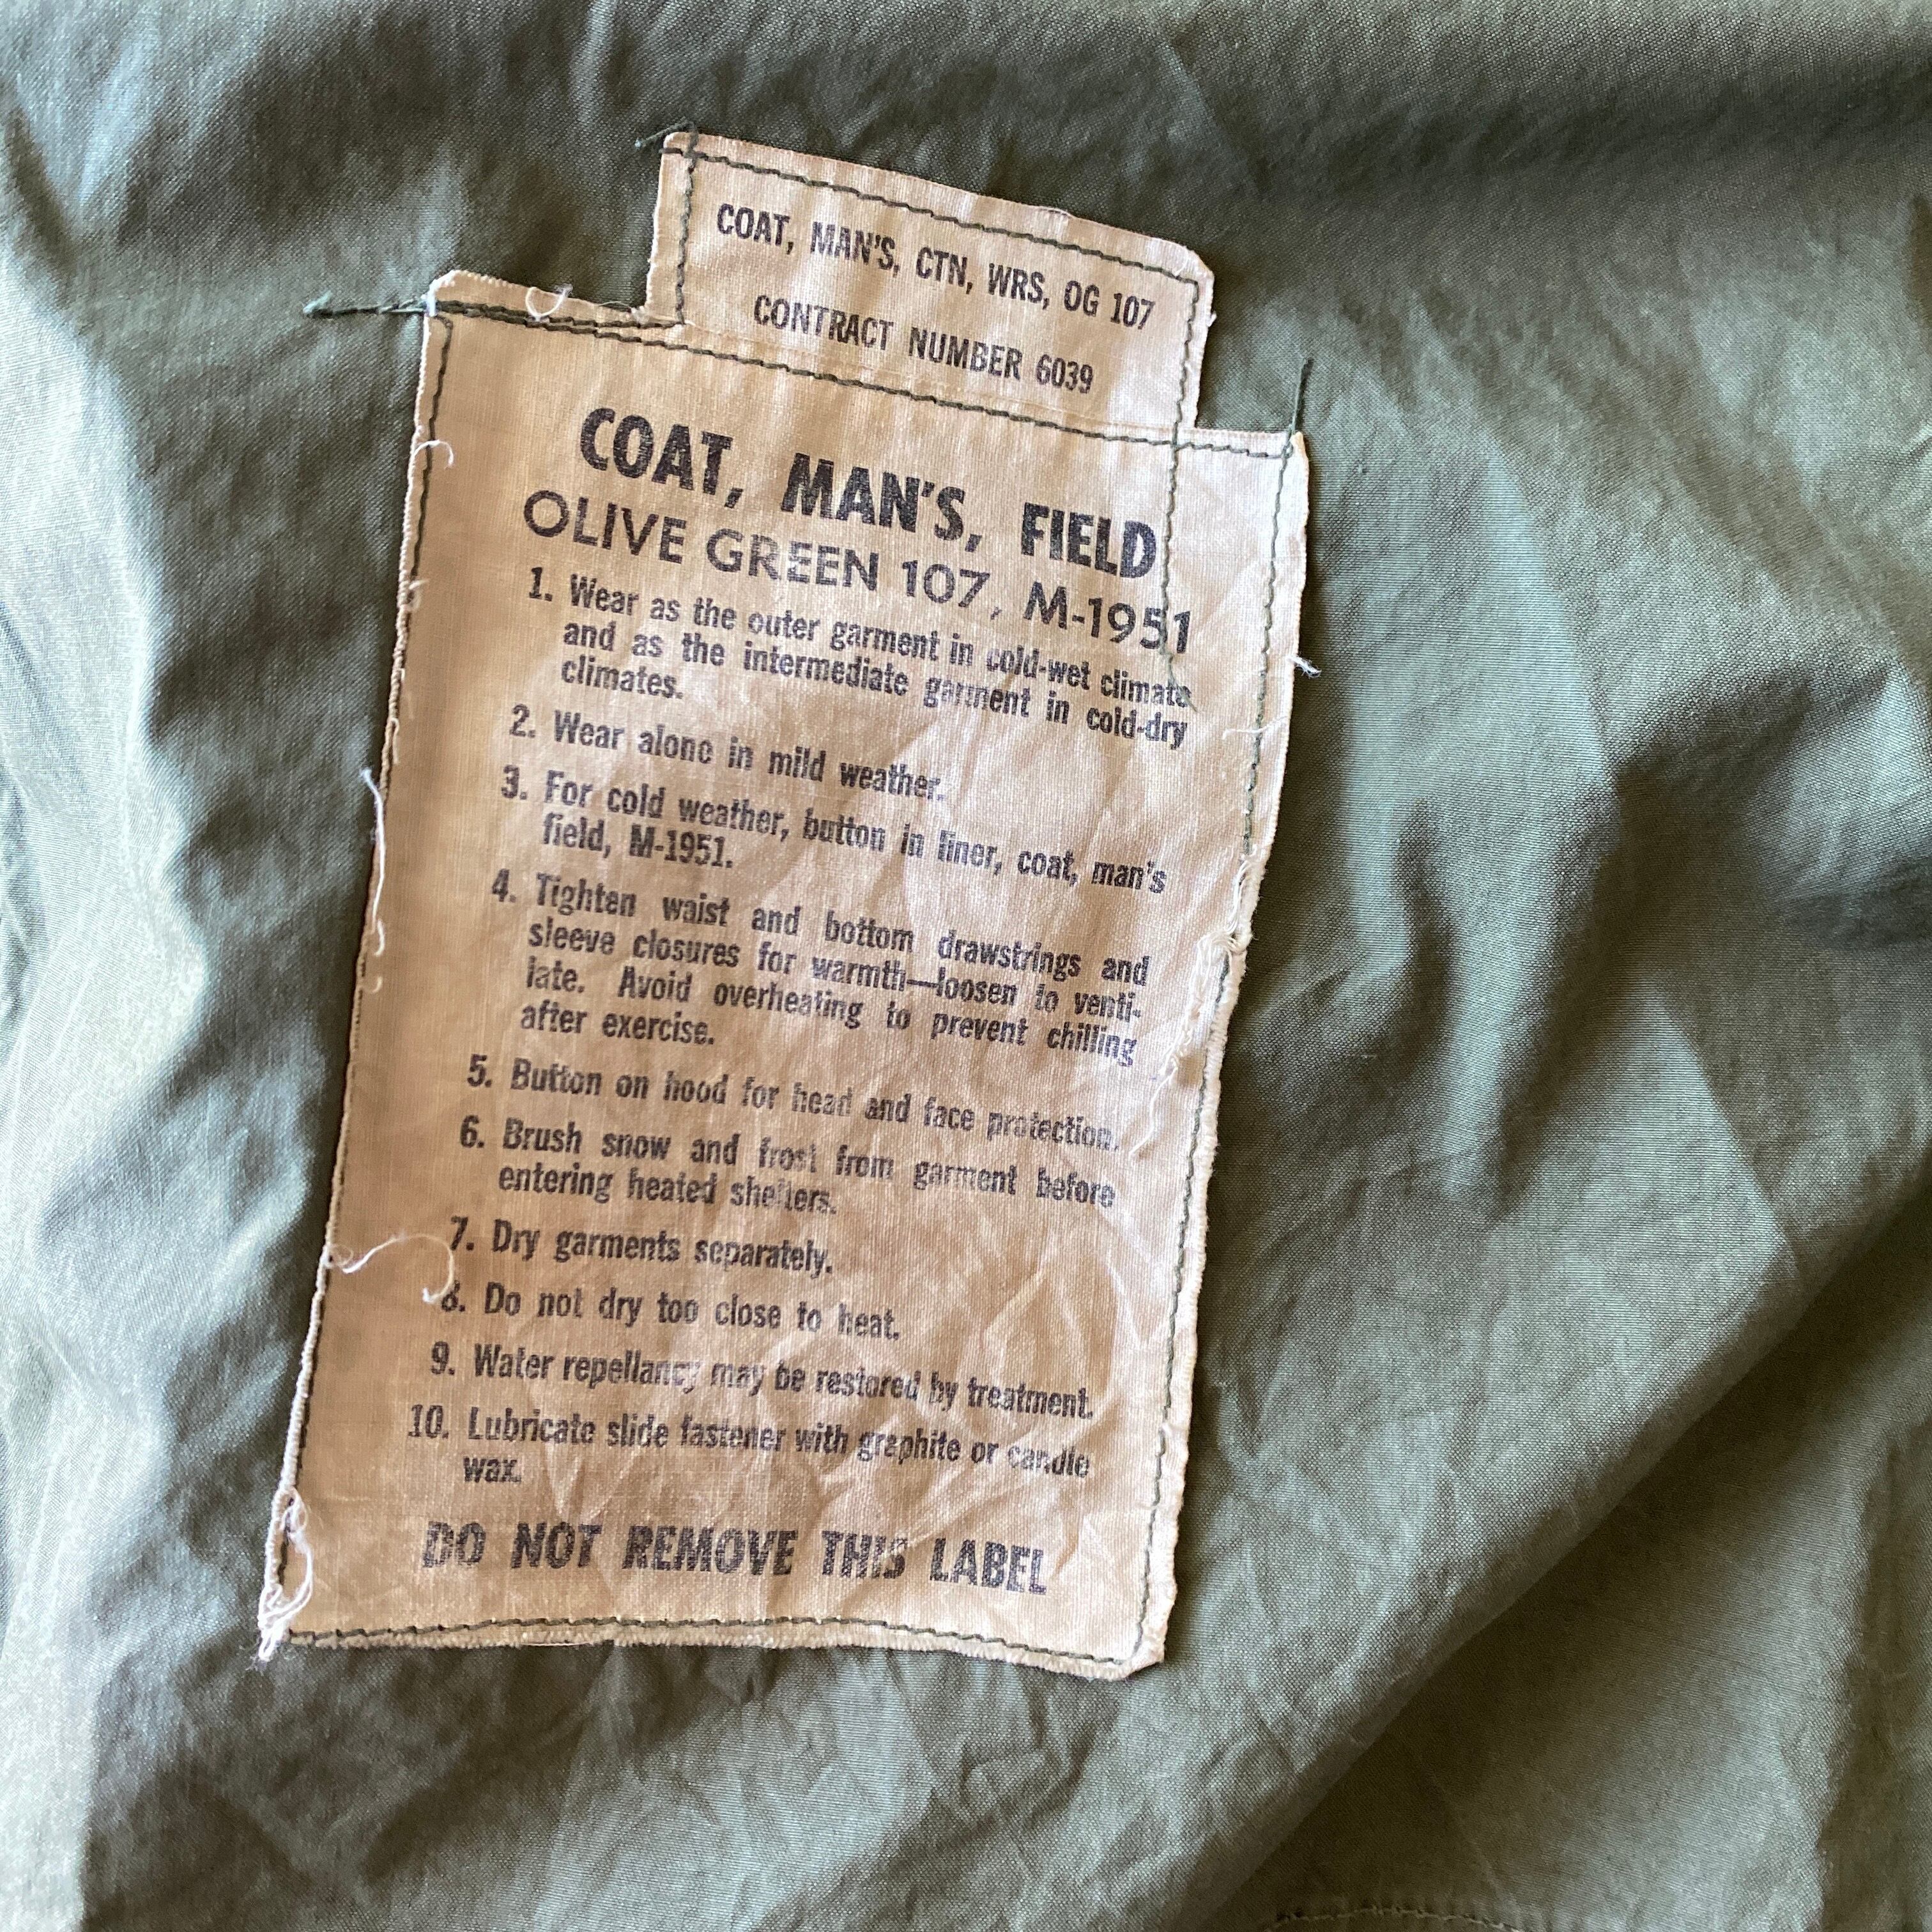 COAT, MAN'S, CTN, WRS, OG 107
CONTRACT NUMBER 6039
COAT, MAN'S, FIELD
OLIVE GREEN 107, M-1951
1. Wear as the outer garment in cold-wet climate
and as the intermediate garment in cold-dry
climates.
2. Wear alone in mild weather.
3. For cold weather, button in liner, coat, man's
field, M-1951.
4. Tighten waist and bottom drawstrings and
sleeve closures for warmth—loosen to venti-
late. Avoid overheating to prevent chilling
after exercise.
5. Button on hood for head and face protection.
6. Brush snow and frost from garment before
entering heated shelters.
7. Dry garments separately.
8. Do not dry too close to heat.
9. Water repellancy may be restored by treatment.
10. Lubricate slide fastener with graphite or candle
wax.
DO NOT REMOVE THIS LABEL